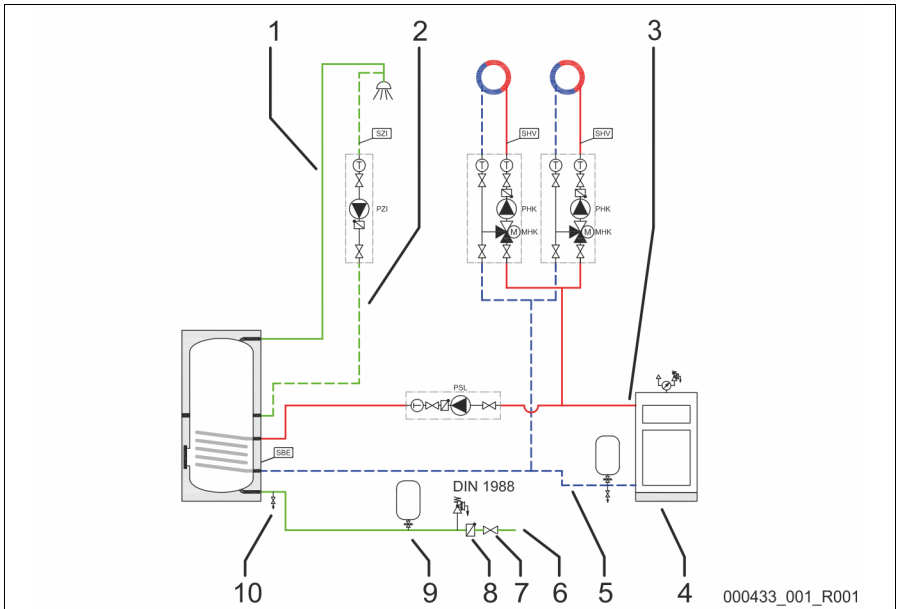 1 2 3
SZI SHV SHV
T T T T T
PZI PHK PHK
M MHK M MHK
PSL
T
SBE
DIN 1988
10 9 8 7 6 5 4
000433_001_R001